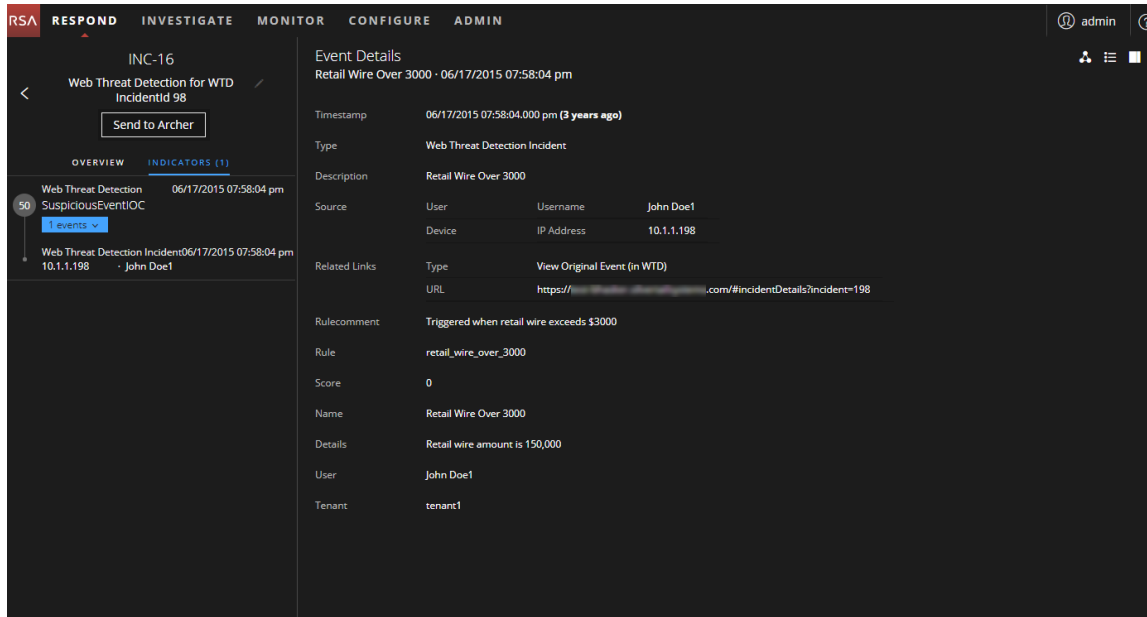 RSA RESPOND INVESTIGATE MONITOR CONFIGURE ADMIN admin ?
INC-16
Web Threat Detection for WTD
IncidentId 98
Send to Archer
OVERVIEW INDICATORS (1)
Web Threat Detection 06/17/2015 07:58:04 pm
50 SuspiciousEventIOC
1 events
Web Threat Detection Incident06/17/2015 07:58:04 pm
10.1.1.198 · John Doe1
Event Details
Retail Wire Over 3000 · 06/17/2015 07:58:04 pm
Timestamp 06/17/2015 07:58:04.000 pm (3 years ago)
Type Web Threat Detection Incident
Description Retail Wire Over 3000
Source User Username John Doe1
Device IP Address 10.1.1.198
Related Links Type View Original Event (in WTD)
URL https:// .com/#incidentDetails?incident=198
Rulecomment Triggered when retail wire exceeds $3000
Rule retail_wire_over_3000
Score 0
Name Retail Wire Over 3000
Details Retail wire amount is 150,000
User John Doe1
Tenant tenant1